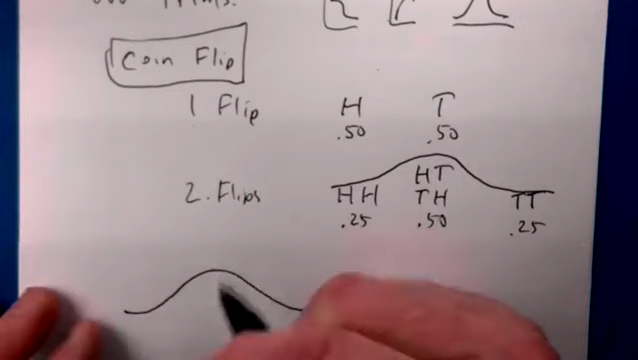 Coin Flip
1 Flip H T
.50 .50
HT
2. Flips HH TH TT
.25 .50 .25